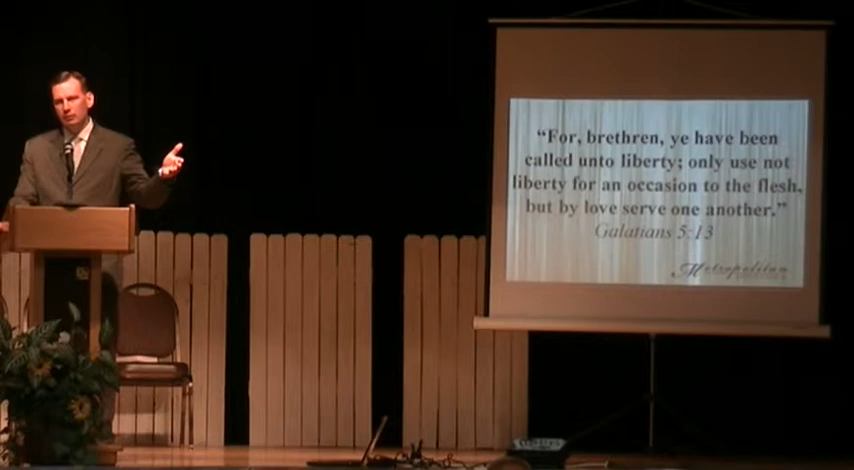 “For, brethren, ye have been
called unto liberty; only use not
liberty for an occasion to the flesh,
but by love serve one another.”
Galatians 5:13
Metropolitan